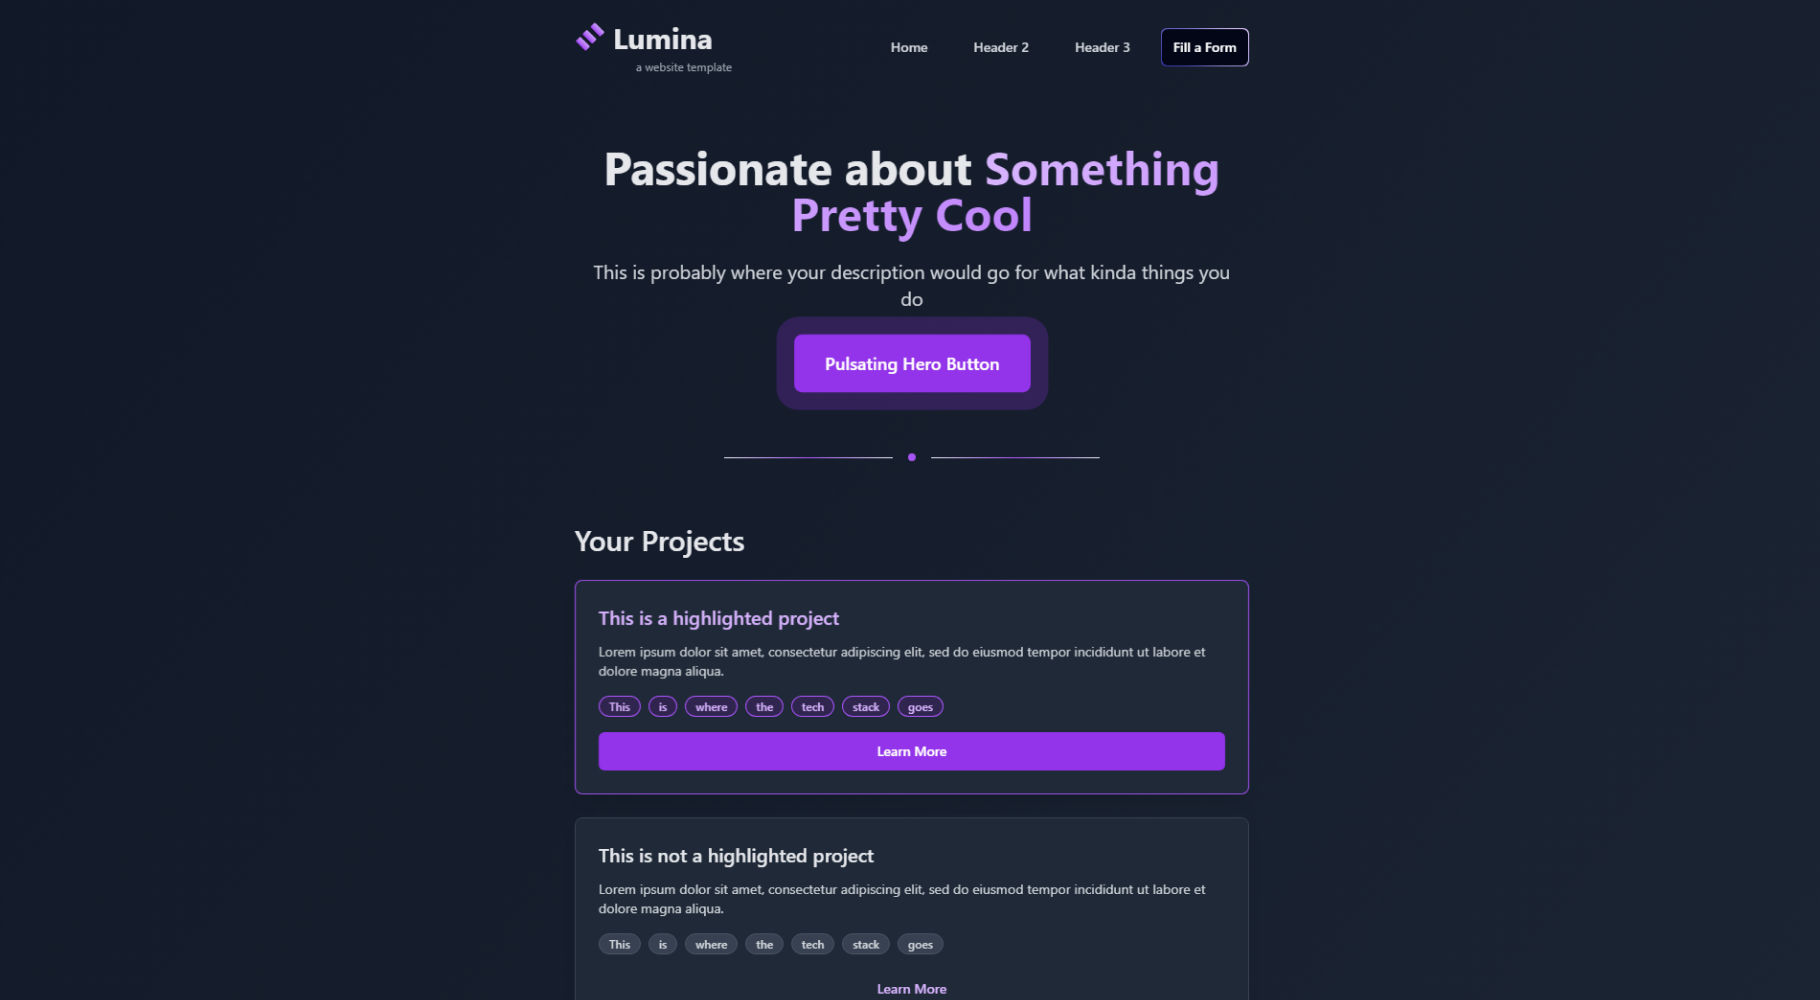 Lumina
a website template
Home
Header 2
Header 3
Fill a Form
Passionate about Something
Pretty Cool
This is probably where your description would go for what kinda things you
do
Pulsating Hero Button
Your Projects
This is a highlighted project
Lorem ipsum dolor sit amet, consectetur adipiscing elit, sed do eiusmod tempor incididunt ut labore et
dolore magna aliqua.
This is where the tech stack goes
Learn More
This is not a highlighted project
Lorem ipsum dolor sit amet, consectetur adipiscing elit, sed do eiusmod tempor incididunt ut labore et
dolore magna aliqua.
This is where the tech stack goes
Learn More